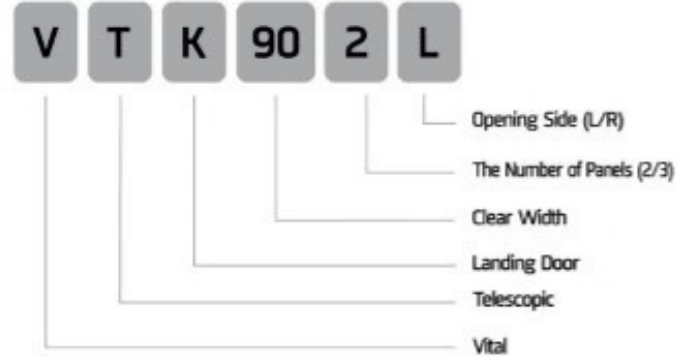 V T K 90 2 L
Opening Side (L/R)
The Number of Panels (2/3)
Clear Width
Landing Door
Telescopic
Vital